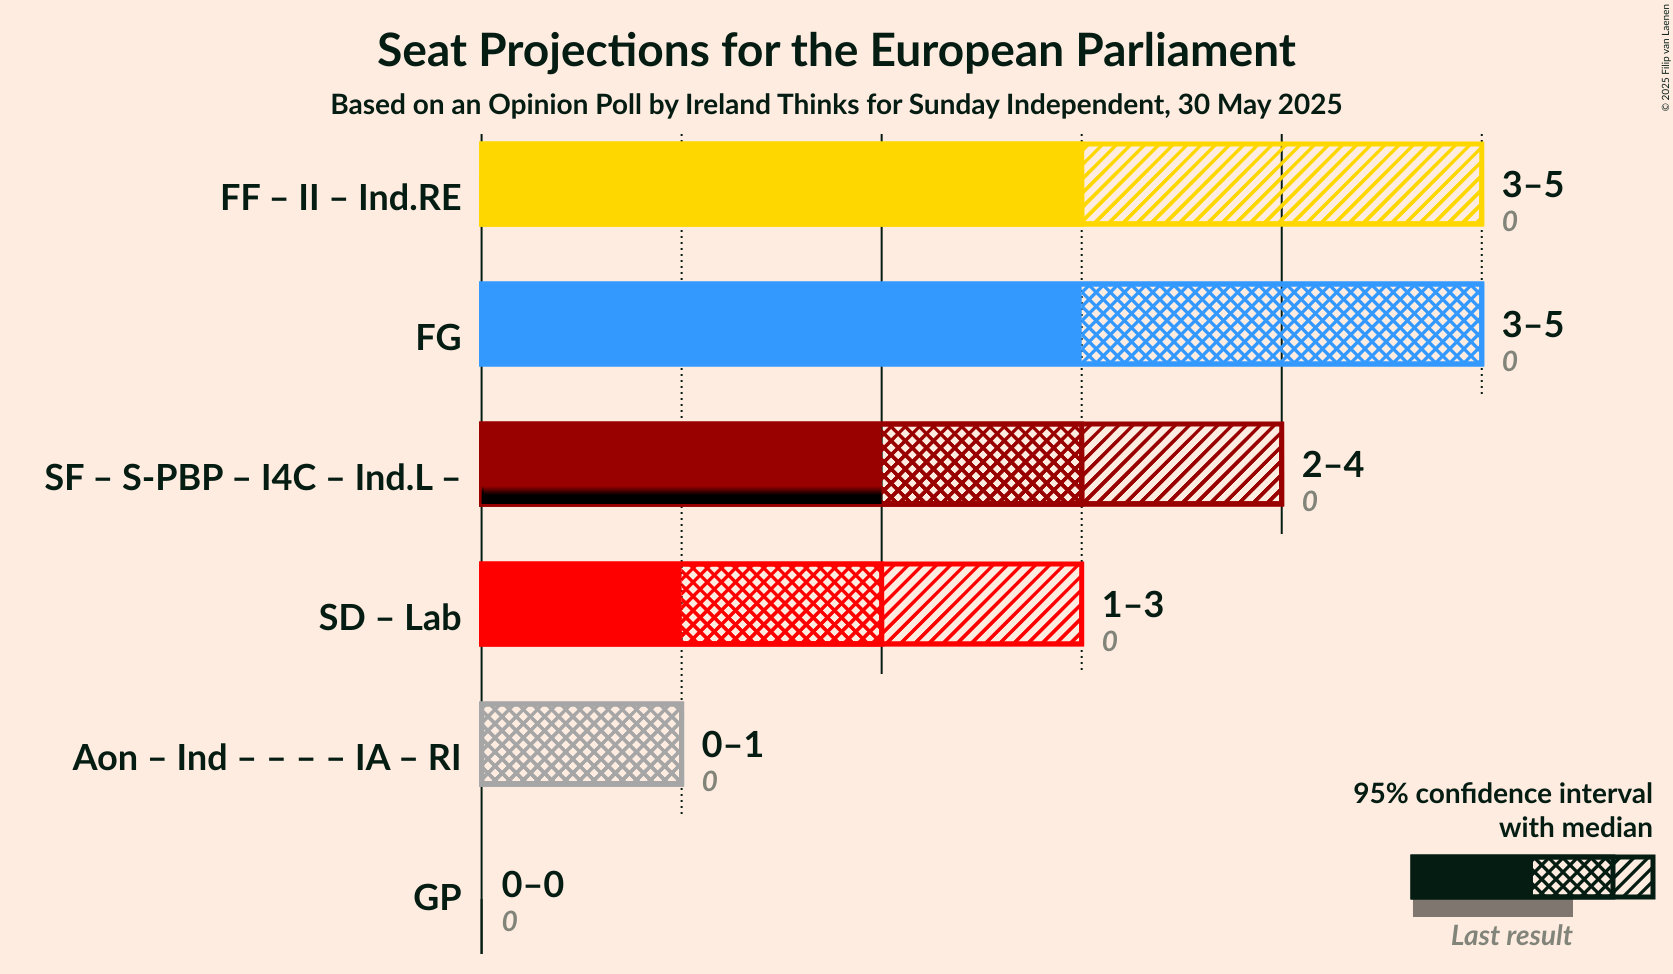 Seat Projections for the European Parliament
Based on an Opinion Poll by Ireland Thinks for Sunday Independent, 30 May 2025
© 2025 Filip van Laenen
FF – II – Ind.RE
3–5
0
FG
3–5
0
SF – S-PBP – I4C – Ind.L –
2–4
0
SD – Lab
1–3
0
Aon – Ind – – – – IA – RI
0–1
0
GP
0–0
0
95% confidence interval
with median
Last result